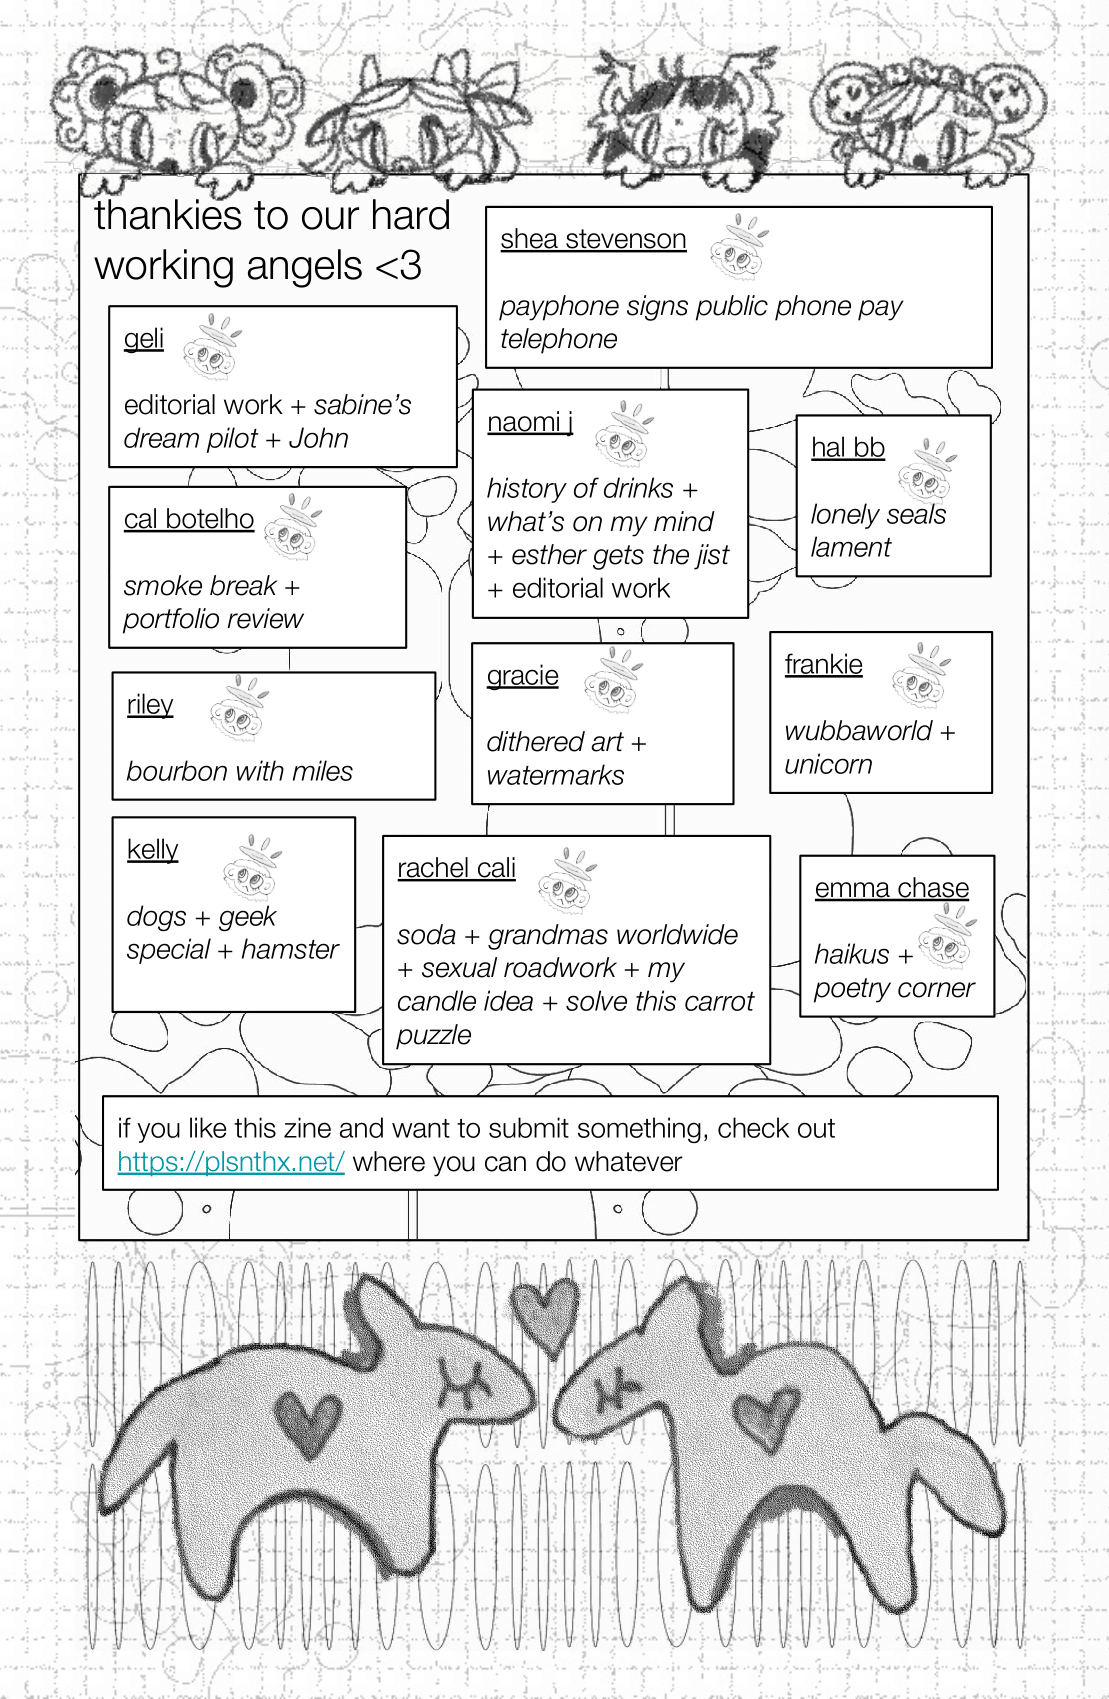 thankies to our hard
working angels <3
shea stevenson
payphone signs public phone pay
telephone
geli
editorial work + sabine’s
dream pilot + John
naomi j
history of drinks +
what’s on my mind
+ esther gets the jist
+ editorial work
hal bb
lonely seals
lament
cal botelho
smoke break +
portfolio review
riley
bourbon with miles
gracie
dithered art +
watermarks
frankie
wubbaworld +
unicorn
kelly
dogs + geek
special + hamster
rachel cali
soda + grandmas worldwide
+ sexual roadwork + my
candle idea + solve this carrot
puzzle
emma chase
haikus +
poetry corner
if you like this zine and want to submit something, check out
https://plsnthx.net/ where you can do whatever